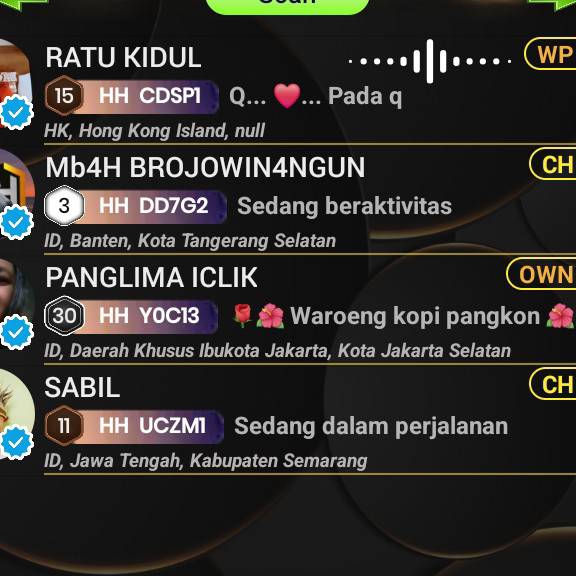 RATU KIDUL
WP
15 HH CDSP1 Q... ❤️... Pada q
HK, Hong Kong Island, null
Mb4H BROJOWIN4NGUN
CH
3 HH DD7G2 Sedang beraktivitas
ID, Banten, Kota Tangerang Selatan
PANGLIMA ICLIK
OWN
30 HH Y0C13 🌹🌺 Waroeng kopi pangkon 🌺
ID, Daerah Khusus Ibukota Jakarta, Kota Jakarta Selatan
SABIL
CH
11 HH UCZM1 Sedang dalam perjalanan
ID, Jawa Tengah, Kabupaten Semarang